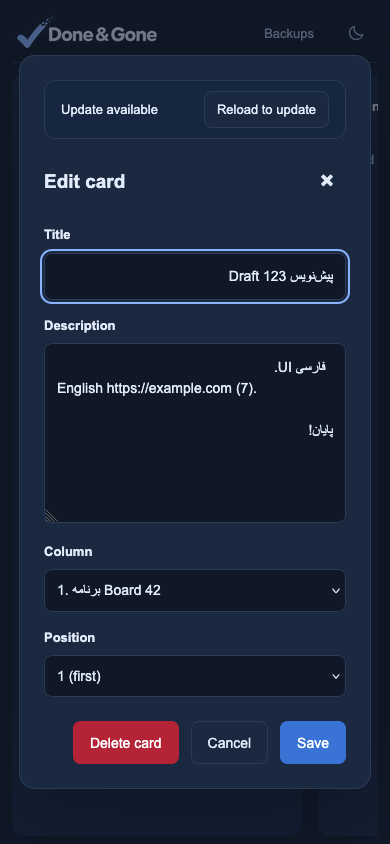 Done & Gone
Backups
Update available
Reload to update
Edit card
Title
پیش‌نویس Draft 123
Description
فارسی UI.
English https://example.com (7).
پایان!
Column
1. برنامه Board 42
Position
1 (first)
Delete card
Cancel
Save